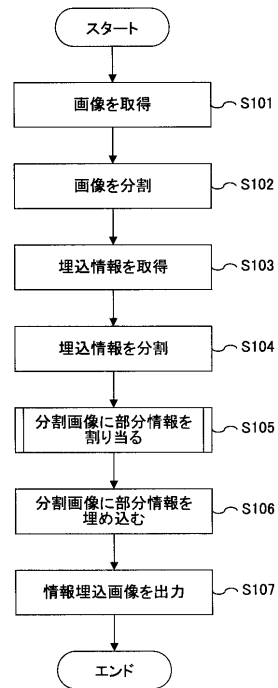 スタート
画像を取得 S101
画像を分割 S102
埋込情報を取得 S103
埋込情報を分割 S104
分割画像に部分情報を
割り当る S105
分割画像に部分情報を
埋め込む S106
情報埋込画像を出力 S107
エンド